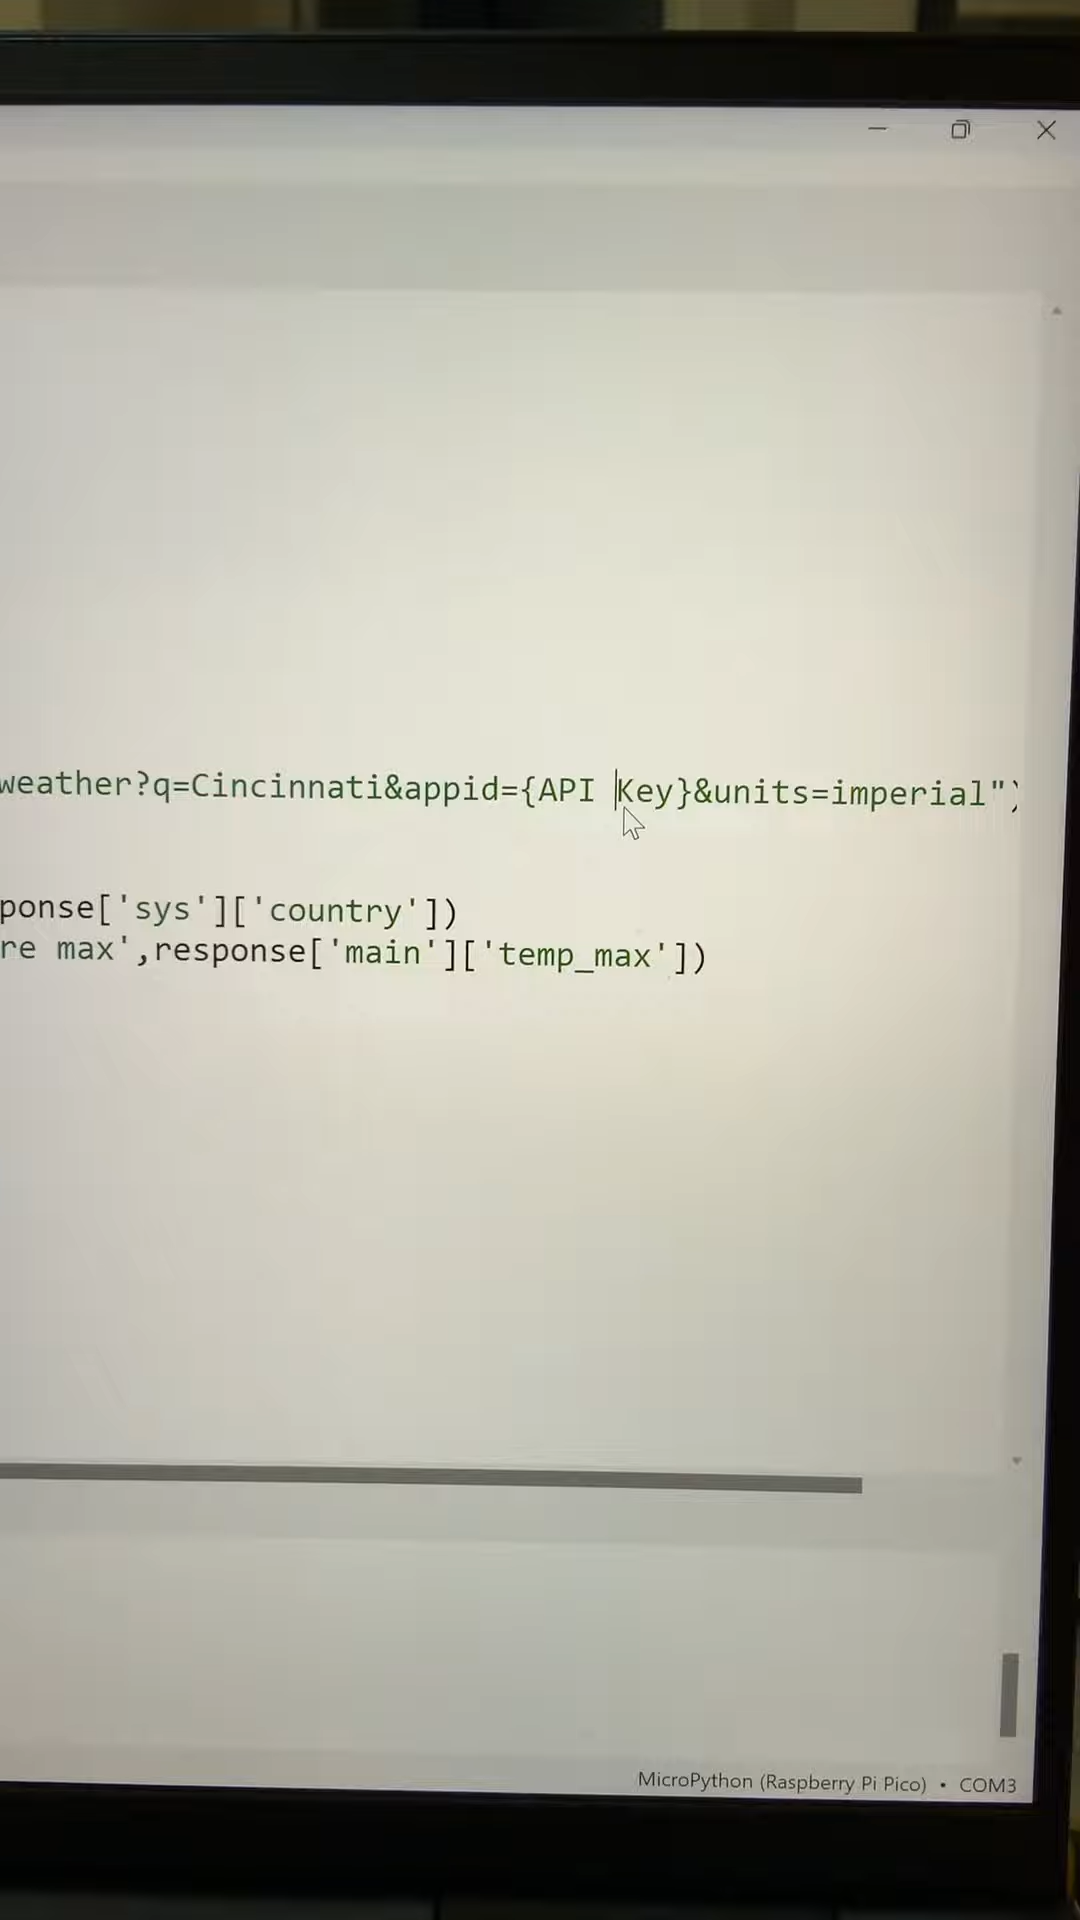 weather?q=Cincinnati&appid={API Key}&units=imperial")
ponse['sys']['country'])
re max',response['main']['temp_max'])
MicroPython (Raspberry Pi Pico) • COM3